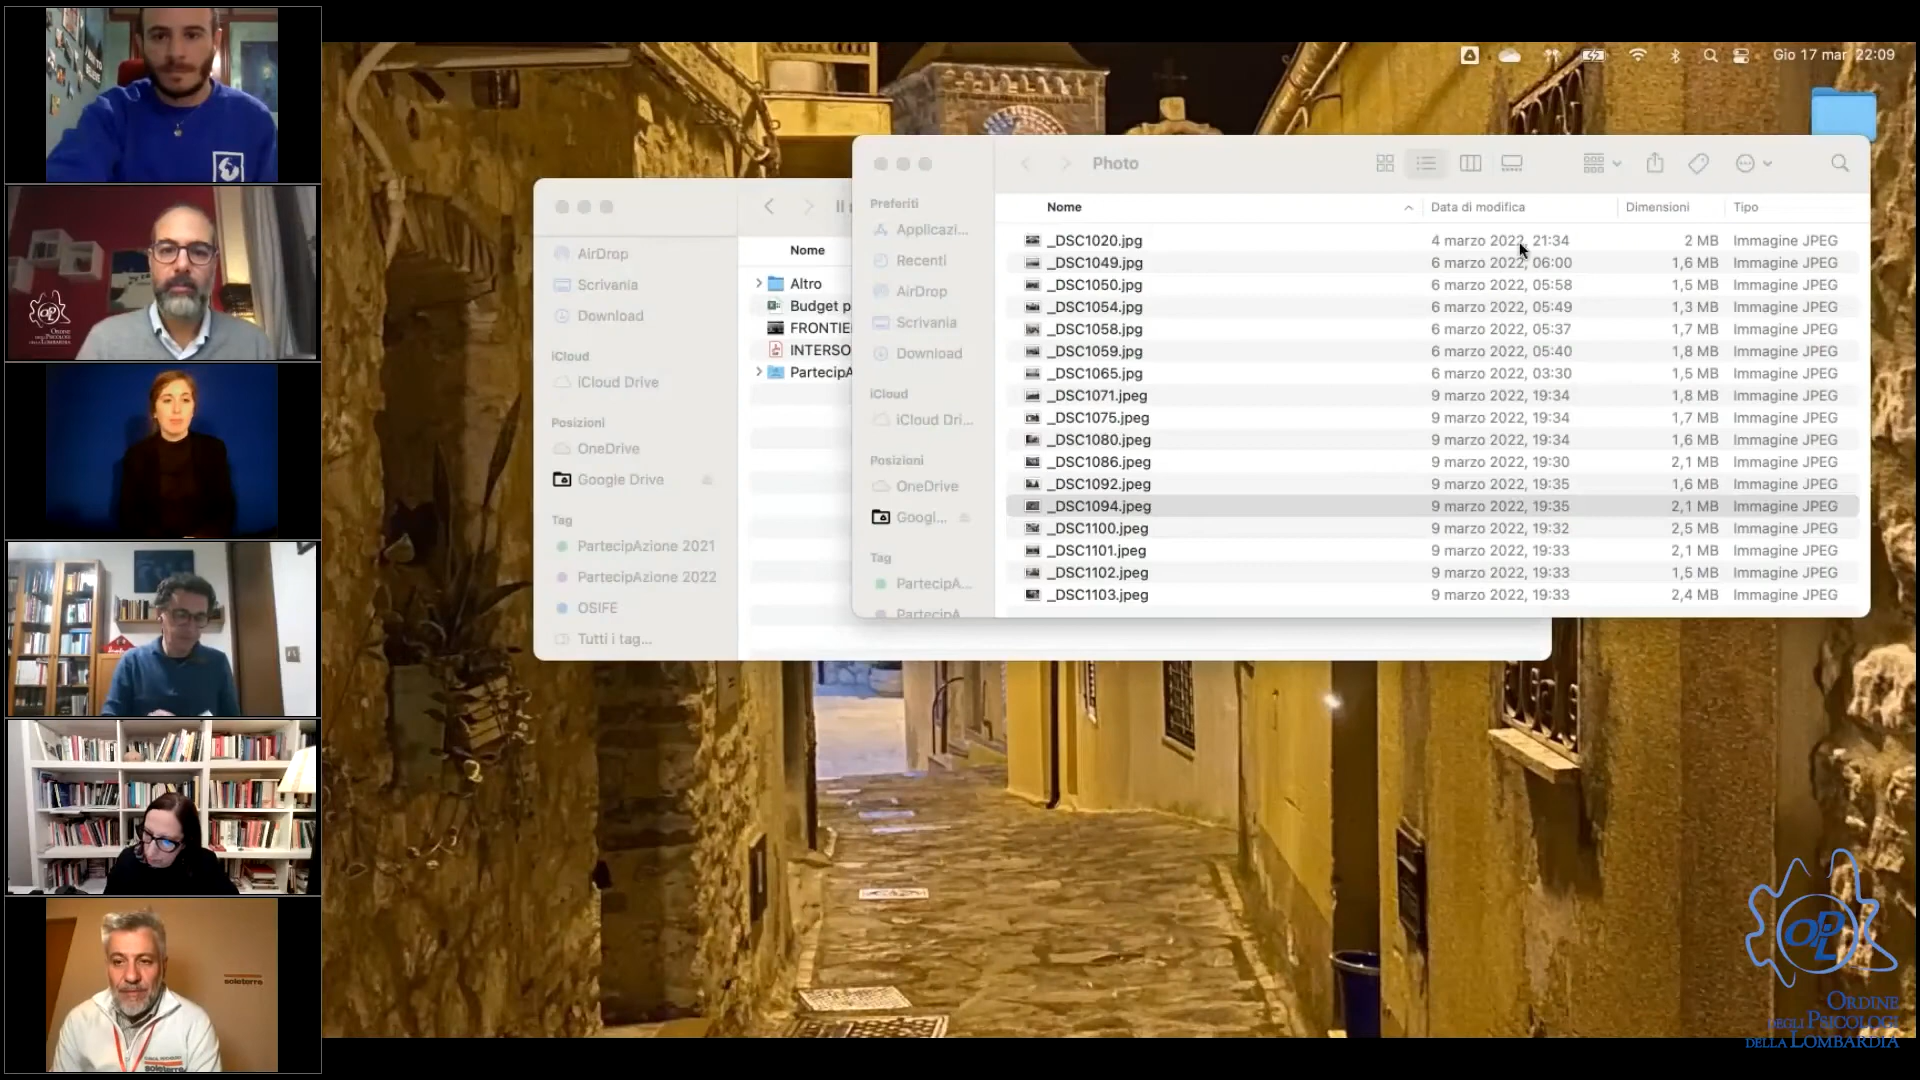 Gio 17 mar 22:09
Photo
Preferiti
Applicazi...
Recenti
AirDrop
Scrivania
Download
iCloud
iCloud Dri...
Posizioni
OneDrive
Googl...
Tag
PartecipA...
PartecipA
Nome
Data di modifica
Dimensioni
Tipo
_DSC1020.jpg 4 marzo 2022, 21:34 2 MB Immagine JPEG
_DSC1049.jpg 6 marzo 2022, 06:00 1,6 MB Immagine JPEG
_DSC1050.jpg 6 marzo 2022, 05:58 1,5 MB Immagine JPEG
_DSC1054.jpg 6 marzo 2022, 05:49 1,3 MB Immagine JPEG
_DSC1058.jpg 6 marzo 2022, 05:37 1,7 MB Immagine JPEG
_DSC1059.jpg 6 marzo 2022, 05:40 1,8 MB Immagine JPEG
_DSC1065.jpg 6 marzo 2022, 03:30 1,5 MB Immagine JPEG
_DSC1071.jpeg 9 marzo 2022, 19:34 1,8 MB Immagine JPEG
_DSC1075.jpeg 9 marzo 2022, 19:34 1,7 MB Immagine JPEG
_DSC1080.jpeg 9 marzo 2022, 19:34 1,6 MB Immagine JPEG
_DSC1086.jpeg 9 marzo 2022, 19:30 2,1 MB Immagine JPEG
_DSC1092.jpeg 9 marzo 2022, 19:35 1,6 MB Immagine JPEG
_DSC1094.jpeg 9 marzo 2022, 19:35 2,1 MB Immagine JPEG
_DSC1100.jpeg 9 marzo 2022, 19:32 2,5 MB Immagine JPEG
_DSC1101.jpeg 9 marzo 2022, 19:33 2,1 MB Immagine JPEG
_DSC1102.jpeg 9 marzo 2022, 19:33 1,5 MB Immagine JPEG
_DSC1103.jpeg 9 marzo 2022, 19:33 2,4 MB Immagine JPEG
AirDrop
Scrivania
Download
iCloud
iCloud Drive
Posizioni
OneDrive
Google Drive
Tag
PartecipAzione 2021
PartecipAzione 2022
OSIFE
Tutti i tag...
Nome
Altro
Budget p
FRONTIE
INTERSO
PartecipA
OPL
ORDINE
DEGLI PSICOLOGI
DELLA LOMBARDIA
OPL
ORDINE
DEGLI PSICOLOGI
DELLA LOMBARDIA
soleterre
soleterre